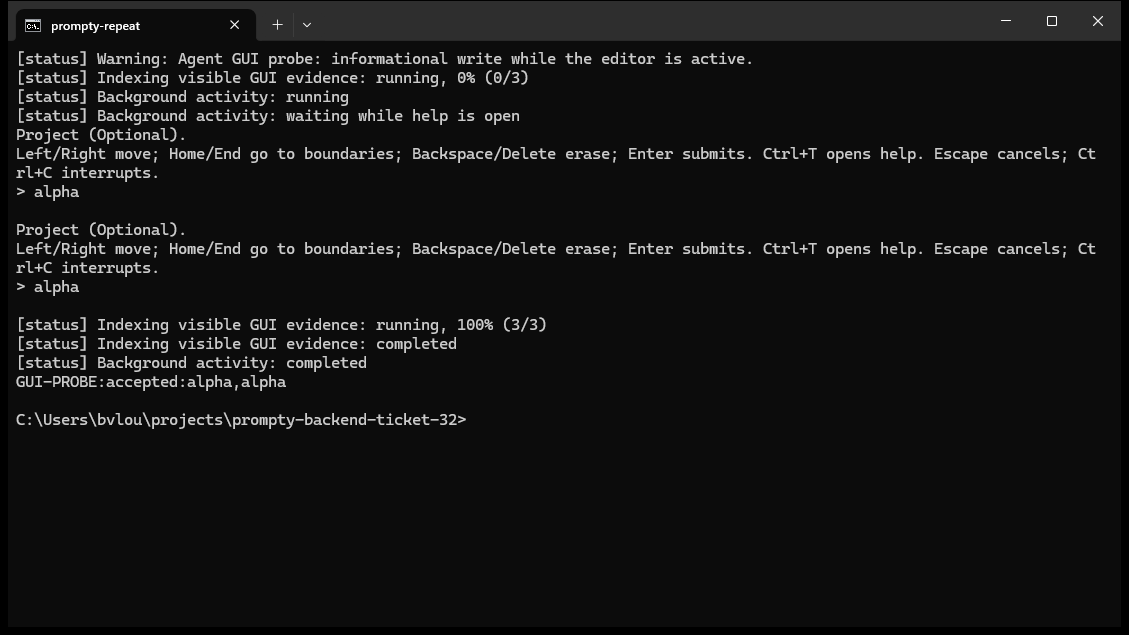 prompty-repeat
[status] Warning: Agent GUI probe: informational write while the editor is active.
[status] Indexing visible GUI evidence: running, 0% (0/3)
[status] Background activity: running
[status] Background activity: waiting while help is open
Project (Optional).
Left/Right move; Home/End go to boundaries; Backspace/Delete erase; Enter submits. Ctrl+T opens help. Escape cancels; Ct
rl+C interrupts.
> alpha
Project (Optional).
Left/Right move; Home/End go to boundaries; Backspace/Delete erase; Enter submits. Ctrl+T opens help. Escape cancels; Ct
rl+C interrupts.
> alpha
[status] Indexing visible GUI evidence: running, 100% (3/3)
[status] Indexing visible GUI evidence: completed
[status] Background activity: completed
GUI-PROBE:accepted:alpha,alpha
C:\Users\bvlou\projects\prompty-backend-ticket-32>